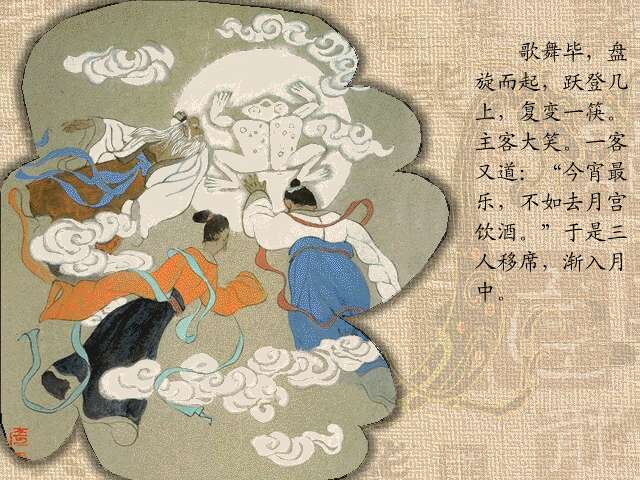 歌舞毕，盘
旋而起，跃登几
上，复变一筷。
主客大笑。一客
又道：“今宵最
乐，不如去月宫
饮酒。”于是三
人移席，渐入月
中。